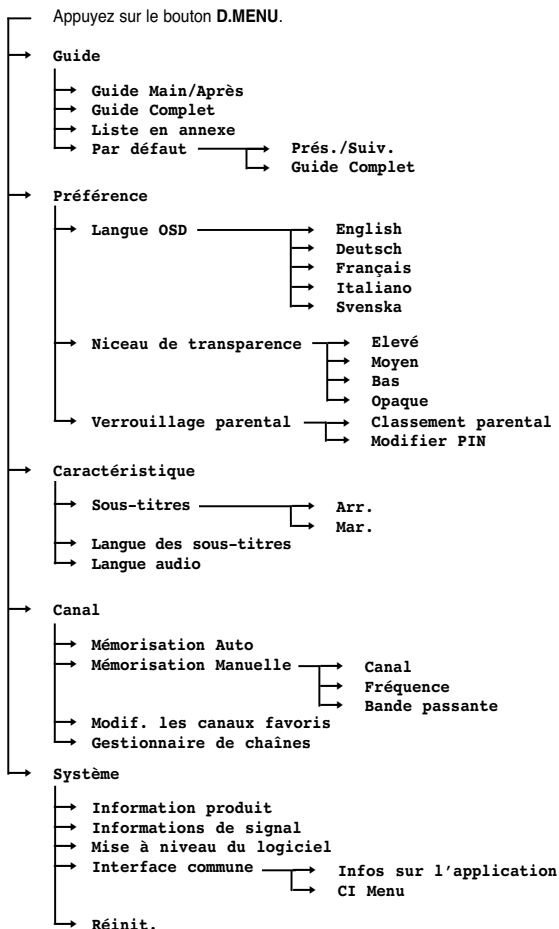 Appuyez sur le bouton D.MENU.
Guide
Guide Main/Après
Guide Complet
Liste en annexe
Par défaut
Prés./Suiv.
Guide Complet
Préférence
Langue OSD
English
Deutsch
Français
Italiano
Svenska
Niceau de transparence
Elevé
Moyen
Bas
Opaque
Verrouillage parental
Classement parental
Modifier PIN
Caractéristique
Sous-titres
Arr.
Mar.
Langue des sous-titres
Langue audio
Canal
Mémorisation Auto
Mémorisation Manuelle
Canal
Fréquence
Bande passante
Modif. les canaux favoris
Gestionnaire de chaînes
Système
Information produit
Informations de signal
Mise à niveau du logiciel
Interface commune
Infos sur l'application
CI Menu
Réinit.